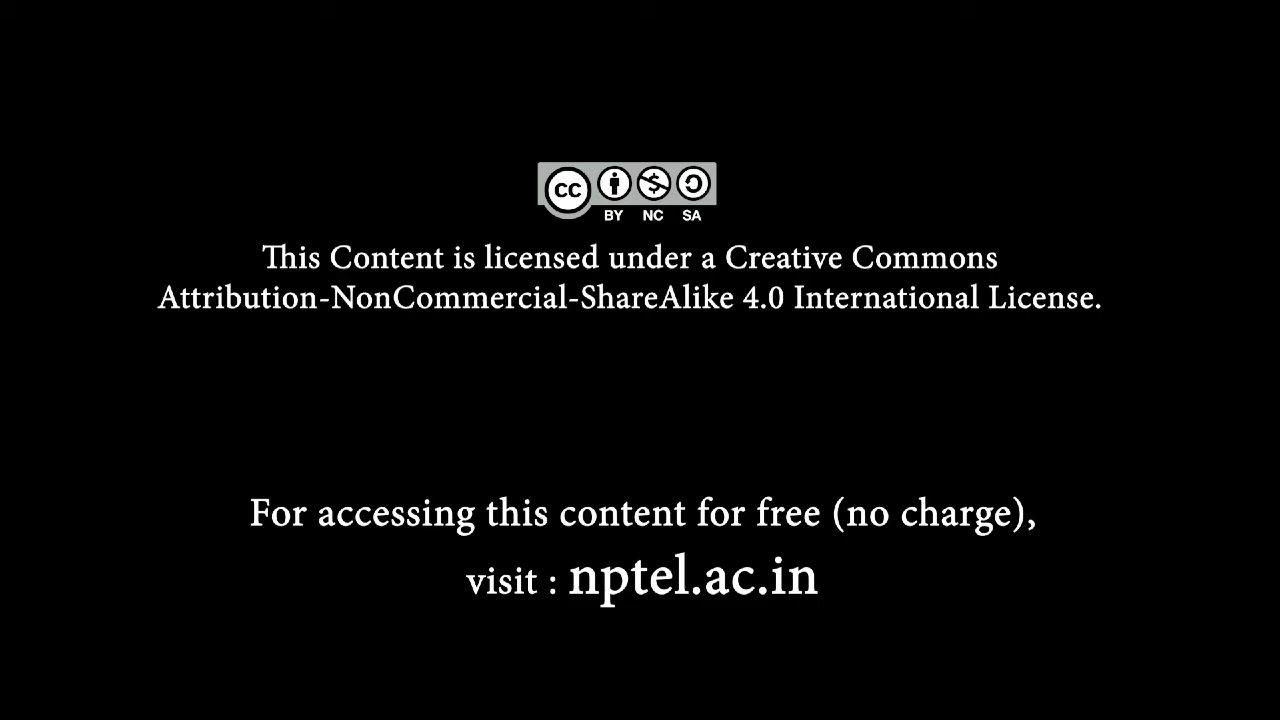 cc
BY NC SA
This Content is licensed under a Creative Commons
Attribution-NonCommercial-ShareAlike 4.0 International License.
For accessing this content for free (no charge),
visit : nptel.ac.in